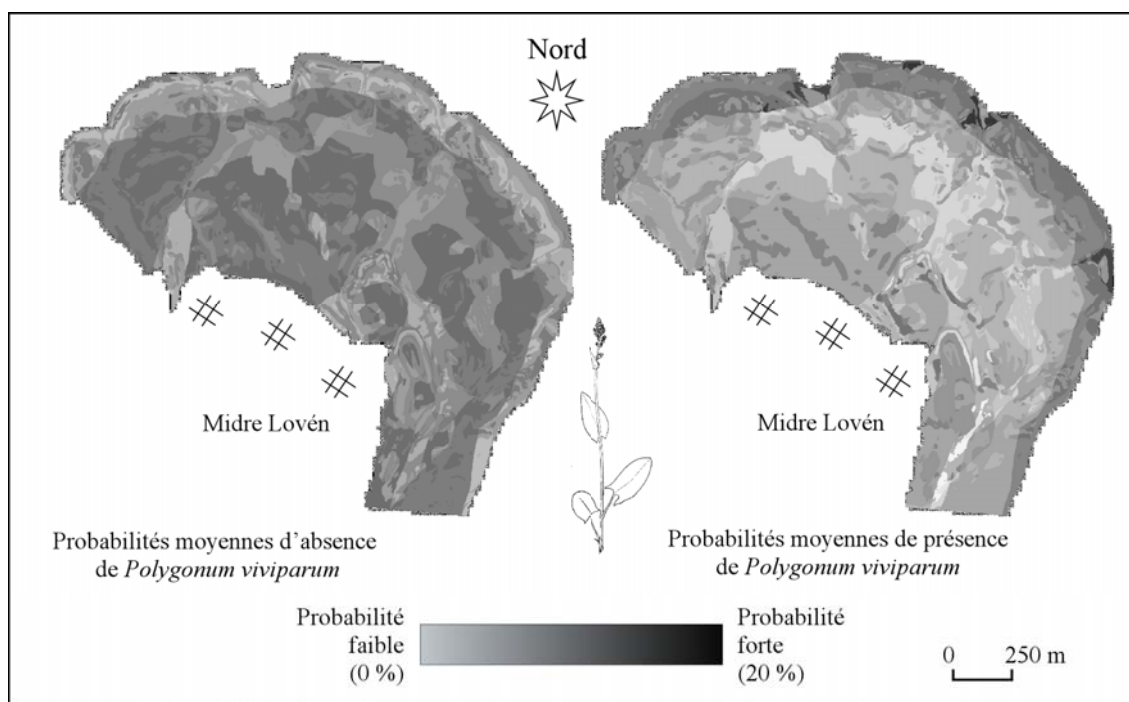 Nord
Midre Lovén
Midre Lovén
Probabilités moyennes d’absence
de Polygonum viviparum
Probabilités moyennes de présence
de Polygonum viviparum
Probabilité
faible
(0 %)
Probabilité
forte
(20 %)
0 250 m